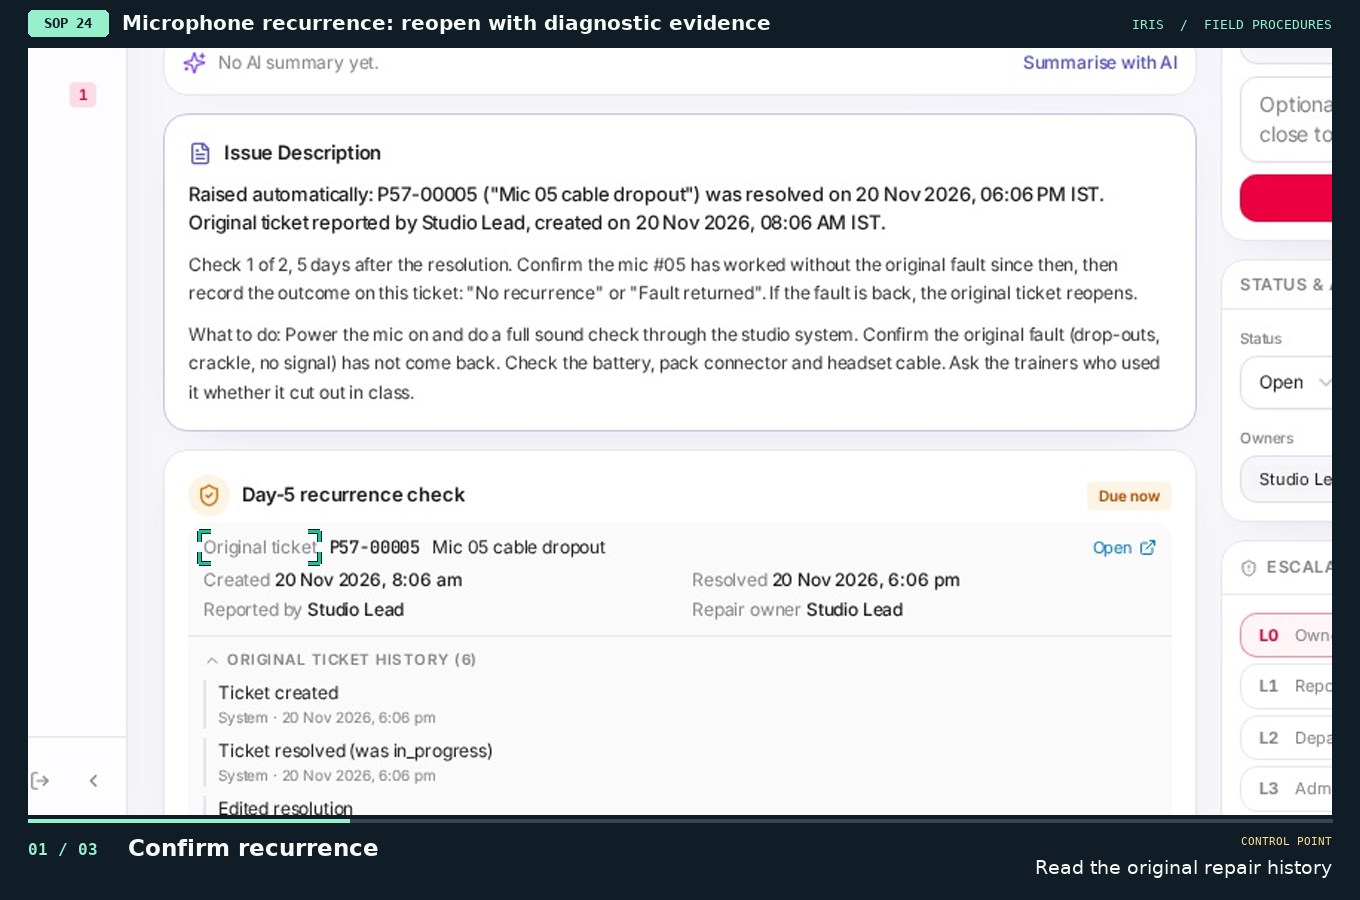 SOP 24
Microphone recurrence: reopen with diagnostic evidence
IRIS / FIELD PROCEDURES
1
No AI summary yet.
Summarise with AI
Optiona
close to
Issue Description
Raised automatically: P57-00005 ("Mic 05 cable dropout") was resolved on 20 Nov 2026, 06:06 PM IST.
Original ticket reported by Studio Lead, created on 20 Nov 2026, 08:06 AM IST.
Check 1 of 2, 5 days after the resolution. Confirm the mic #05 has worked without the original fault since then, then
record the outcome on this ticket: "No recurrence" or "Fault returned". If the fault is back, the original ticket reopens.
What to do: Power the mic on and do a full sound check through the studio system. Confirm the original fault (drop-outs,
crackle, no signal) has not come back. Check the battery, pack connector and headset cable. Ask the trainers who used
it whether it cut out in class.
STATUS & A
Status
Open
Owners
Studio Le
Day-5 recurrence check
Due now
Original ticket P57-00005 Mic 05 cable dropout
Open
Created 20 Nov 2026, 8:06 am
Resolved 20 Nov 2026, 6:06 pm
Reported by Studio Lead
Repair owner Studio Lead
ORIGINAL TICKET HISTORY (6)
Ticket created
System · 20 Nov 2026, 6:06 pm
Ticket resolved (was in_progress)
System · 20 Nov 2026, 6:06 pm
Edited resolution
ESCALA
L0 Owne
L1 Repo
L2 Depa
L3 Adm
01 / 03
Confirm recurrence
CONTROL POINT
Read the original repair history